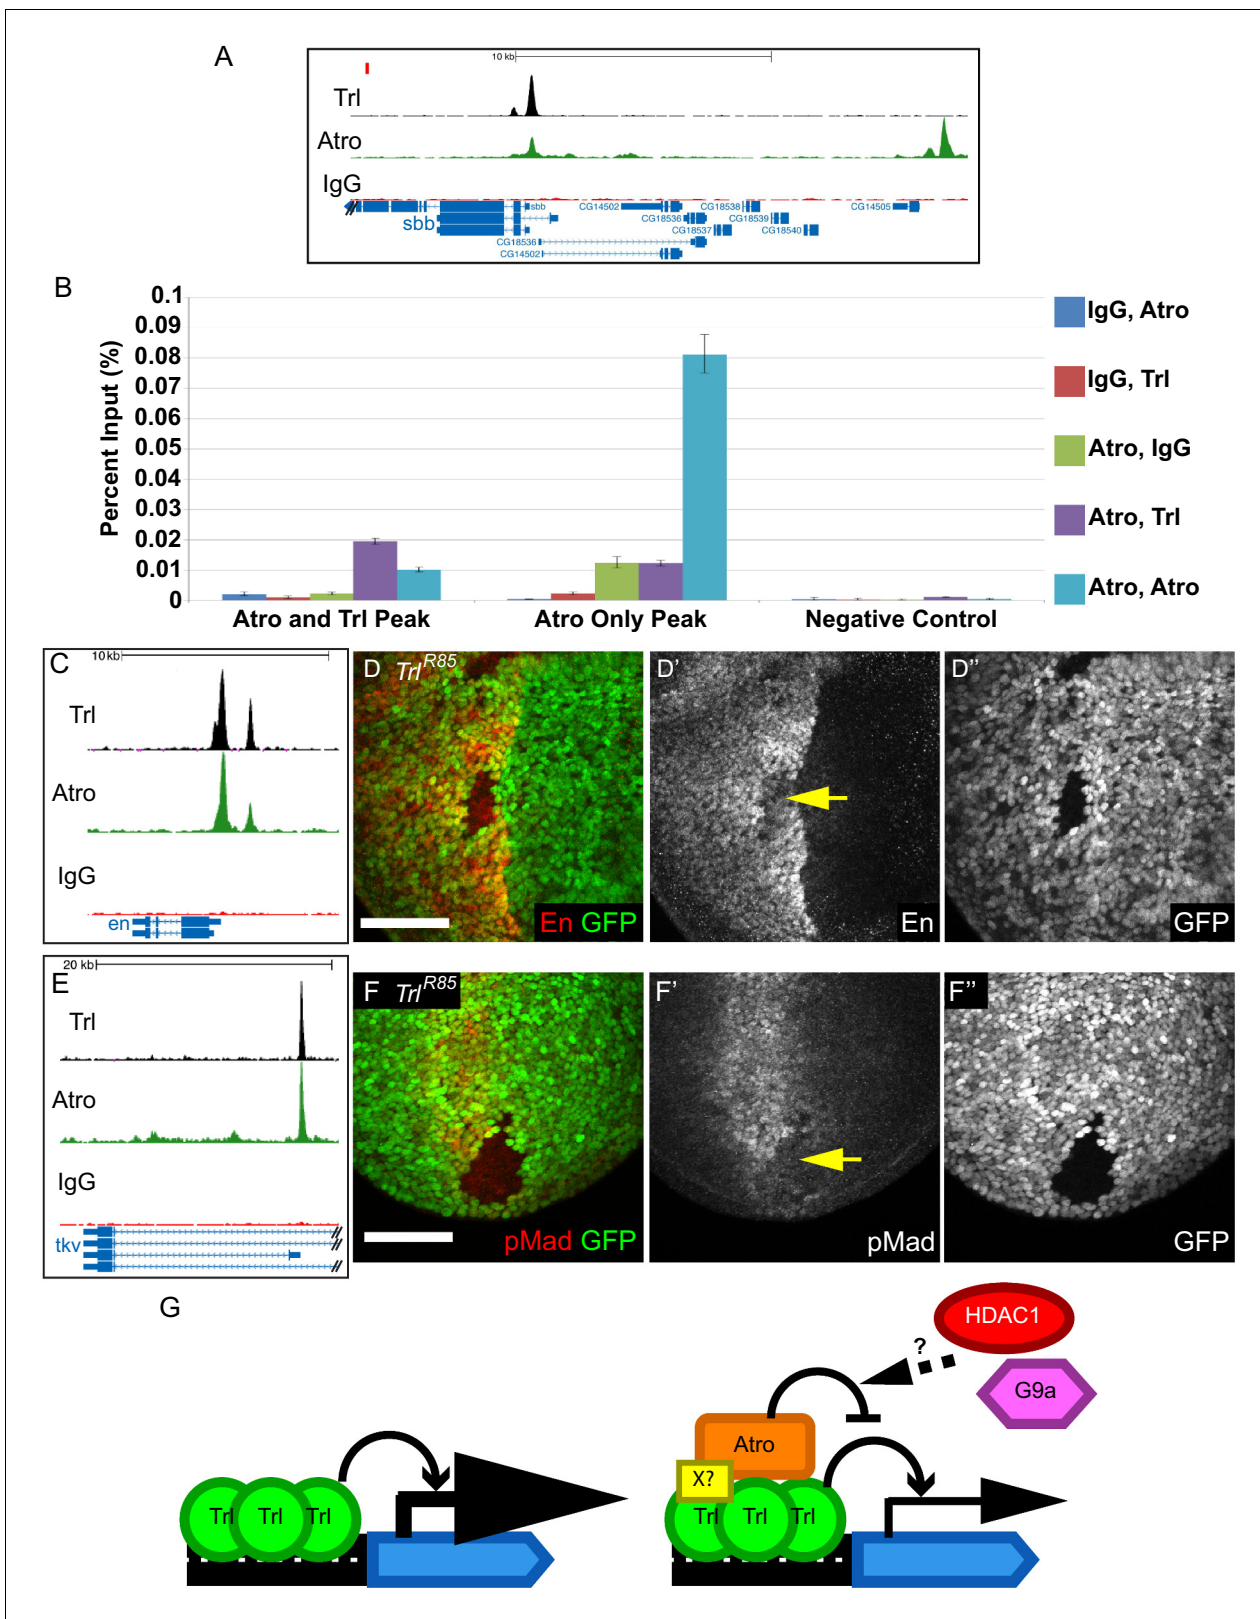 A
10 kb
Trl
Atro
IgG
sbb
sbb
CG14502
CG18536
CG18538
CG18537
CG18539
CG18540
CG14505
CG18536
CG14502
B
Percent Input (%)
0.1
0.09
0.08
0.07
0.06
0.05
0.04
0.03
0.02
0.01
0
Atro and Trl Peak
Atro Only Peak
Negative Control
IgG, Atro
IgG, Trl
Atro, IgG
Atro, Trl
Atro, Atro
C
10 kb
Trl
Atro
IgG
en
D TrlR85
En GFP
D'
En
D''
GFP
E
20 kb
Trl
Atro
IgG
tkv
F TrlR85
pMad GFP
F'
pMad
F''
GFP
G
Trl Trl Trl
HDAC1
?
G9a
Atro
X?
Trl Trl Trl